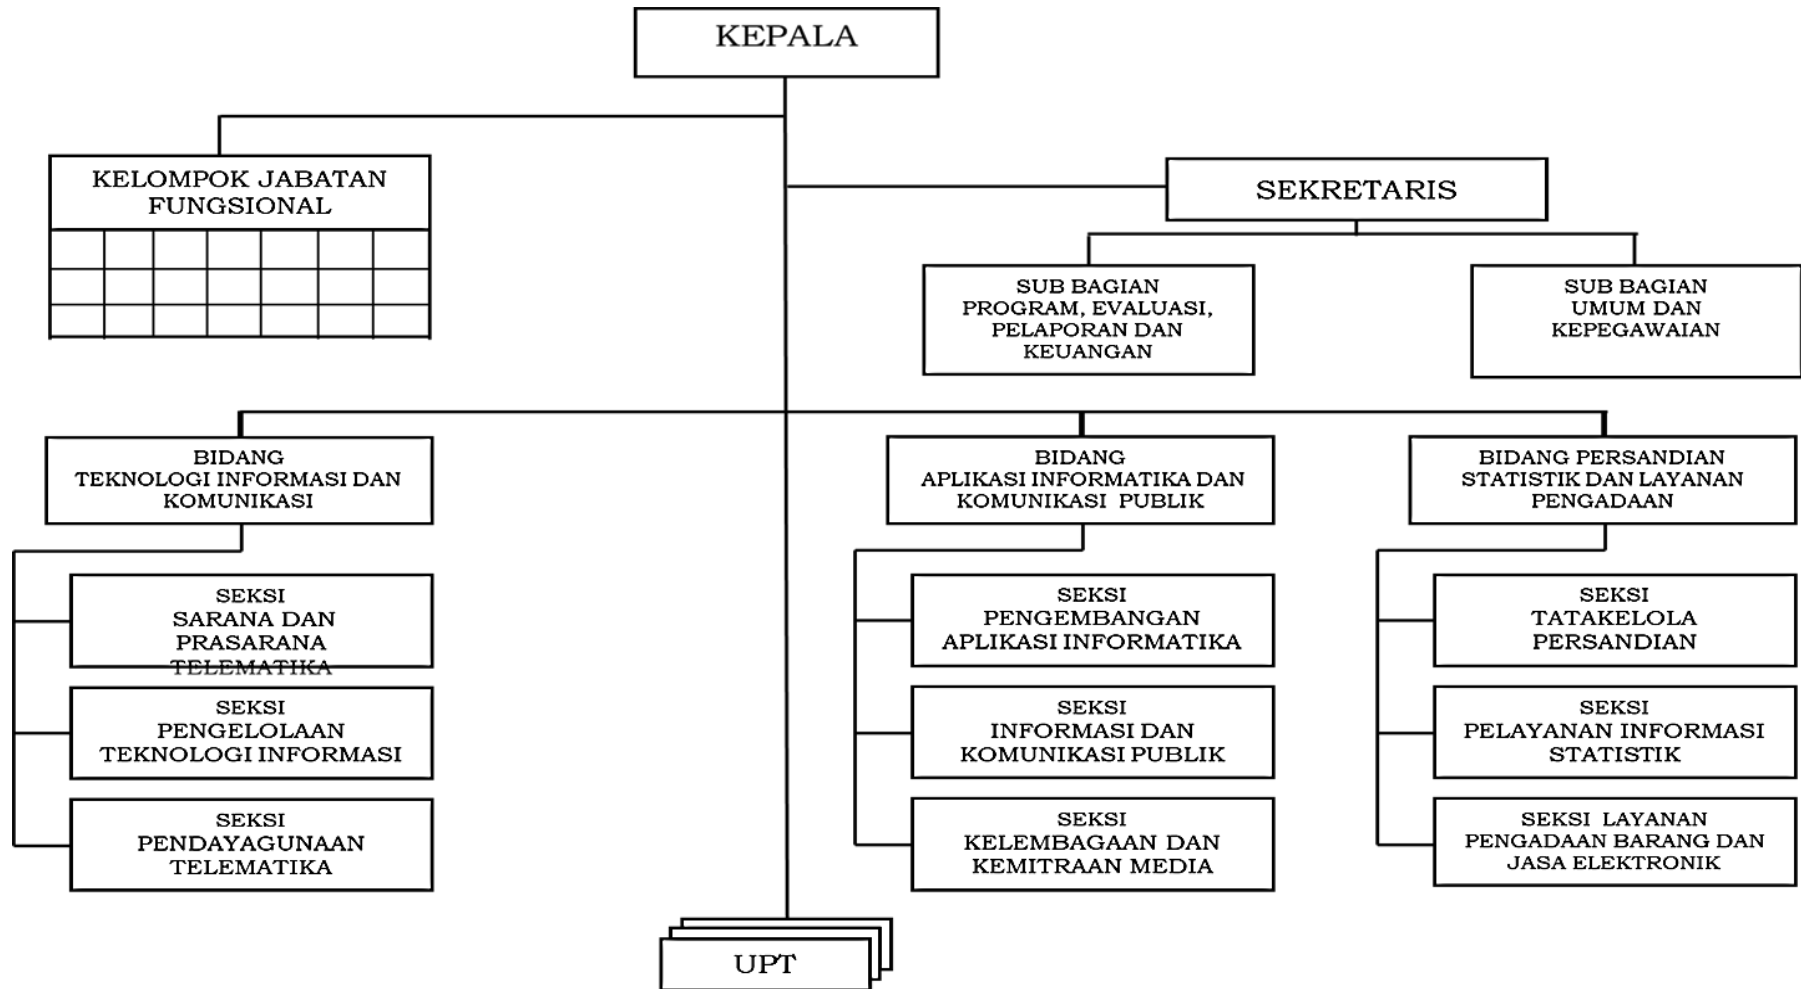 KEPALA
KELOMPOK JABATAN
FUNGSIONAL
SEKRETARIS
SUB BAGIAN
PROGRAM, EVALUASI,
PELAPORAN DAN
KEUANGAN
SUB BAGIAN
UMUM DAN
KEPEGAWAIAN
BIDANG
TEKNOLOGI INFORMASI DAN
KOMUNIKASI
SEKSI
SARANA DAN
PRASARANA
TELEMATIKA
SEKSI
PENGELOLAAN
TEKNOLOGI INFORMASI
SEKSI
PENDAYAGUNAAN
TELEMATIKA
BIDANG
APLIKASI INFORMATIKA DAN
KOMUNIKASI PUBLIK
SEKSI
PENGEMBANGAN
APLIKASI INFORMATIKA
SEKSI
INFORMASI DAN
KOMUNIKASI PUBLIK
SEKSI
KELEMBAGAAN DAN
KEMITRAAN MEDIA
BIDANG PERSANDIAN
STATISTIK DAN LAYANAN
PENGADAAN
SEKSI
TATAKELOLA
PERSANDIAN
SEKSI
PELAYANAN INFORMASI
STATISTIK
SEKSI LAYANAN
PENGADAAN BARANG DAN
JASA ELEKTRONIK
UPT